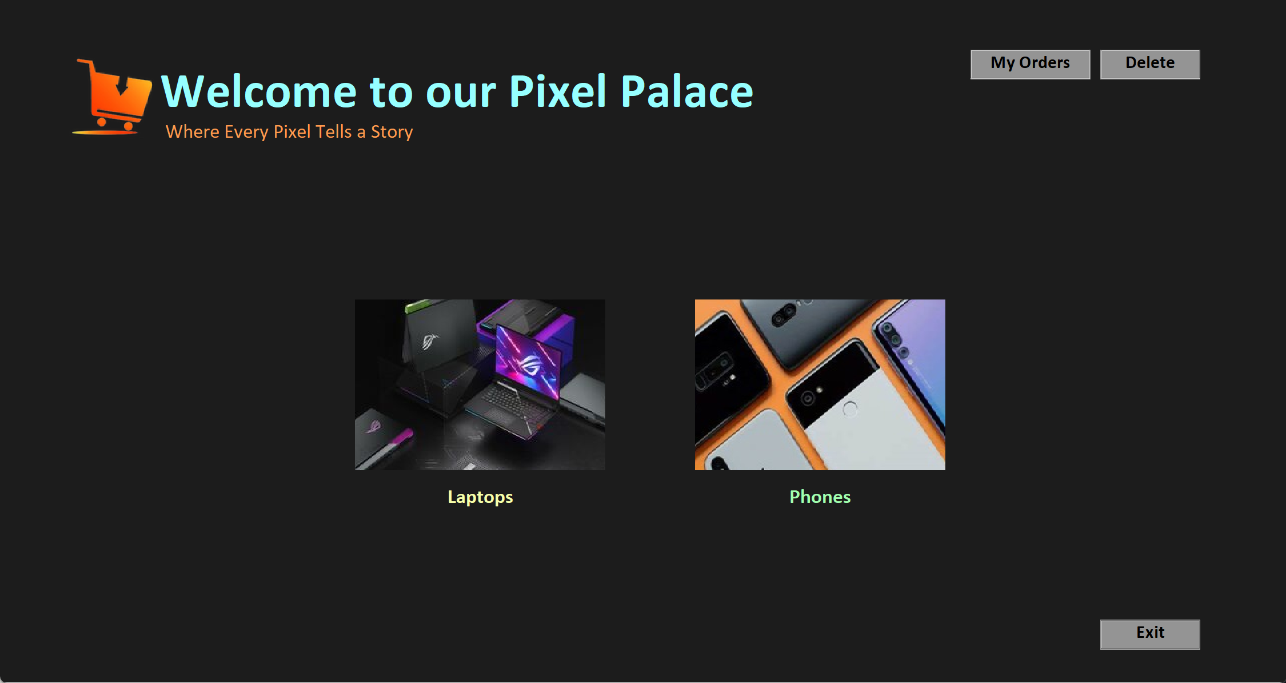 My Orders
Delete
Welcome to our Pixel Palace
Where Every Pixel Tells a Story
Laptops
Phones
Exit